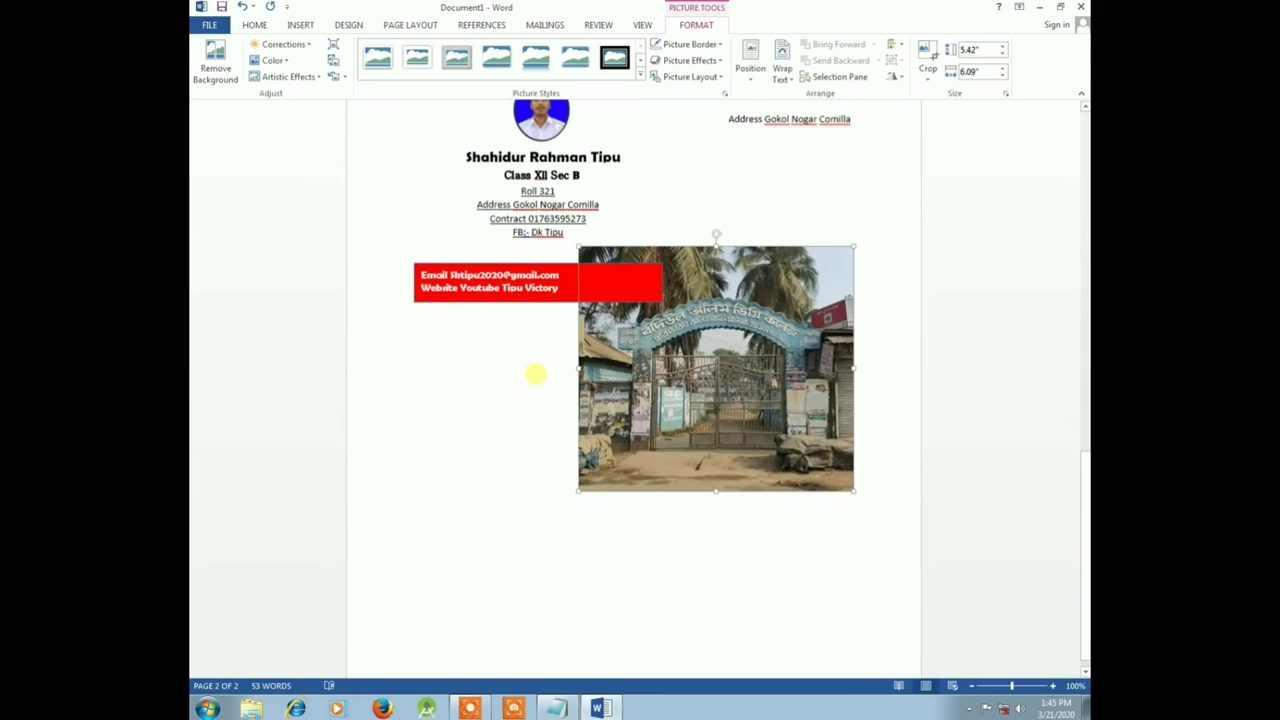 Document1 - Word
PICTURE TOOLS
Sign in
FILE HOME INSERT DESIGN PAGE LAYOUT REFERENCES MAILINGS REVIEW VIEW FORMAT
Remove Background
Corrections
Color
Artistic Effects
Adjust
Picture Styles
Picture Border
Picture Effects
Picture Layout
Position
Wrap Text
Bring Forward
Send Backward
Selection Pane
Arrange
Crop
5.42"
6.09"
Size
Address Gokol Nogar Comilla
Shahidur Rahman Tipu
Class XII Sec B
Roll 321
Address Gokol Nogar Comilla
Contract 01763595273
FB:- Dk Tipu
Email Shtipu2020@gmail.com
Website Youtube Tipu Victory
বদিউল আলম ডিগ্রি কলেজ
PAGE 2 OF 2 53 WORDS
100%
1:45 PM
3/21/2020